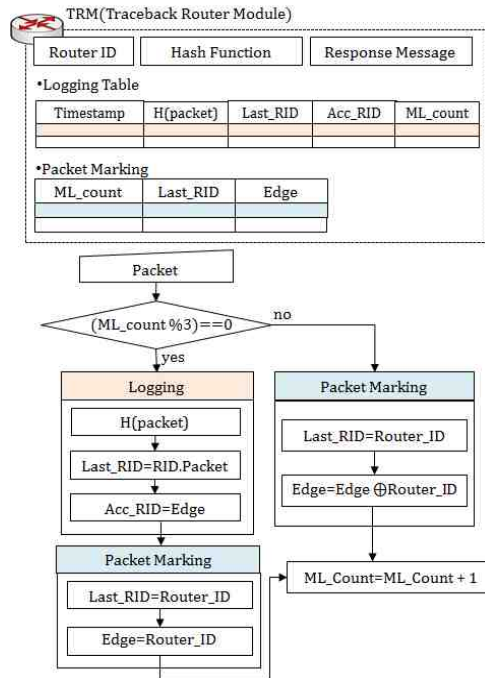 TRM(Traceback Router Module)
Router ID Hash Function Response Message
•Logging Table
Timestamp H(packet) Last_RID Acc_RID ML_count
•Packet Marking
ML_count Last_RID Edge
Packet
(ML_count %3)==0
no
yes
Logging
H(packet)
Last_RID=RID.Packet
Acc_RID=Edge
Packet Marking
Last_RID=Router_ID
Edge=Router_ID
Packet Marking
Last_RID=Router_ID
Edge=Edge ⊕Router_ID
ML_Count=ML_Count + 1